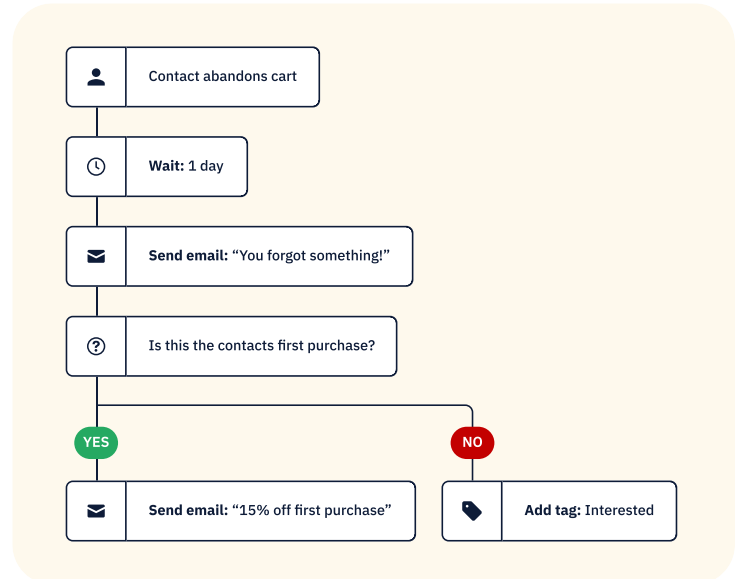 Contact abandons cart
Wait: 1 day
Send email: “You forgot something!”
Is this the contacts first purchase?
YES
NO
Send email: “15% off first purchase”
Add tag: Interested